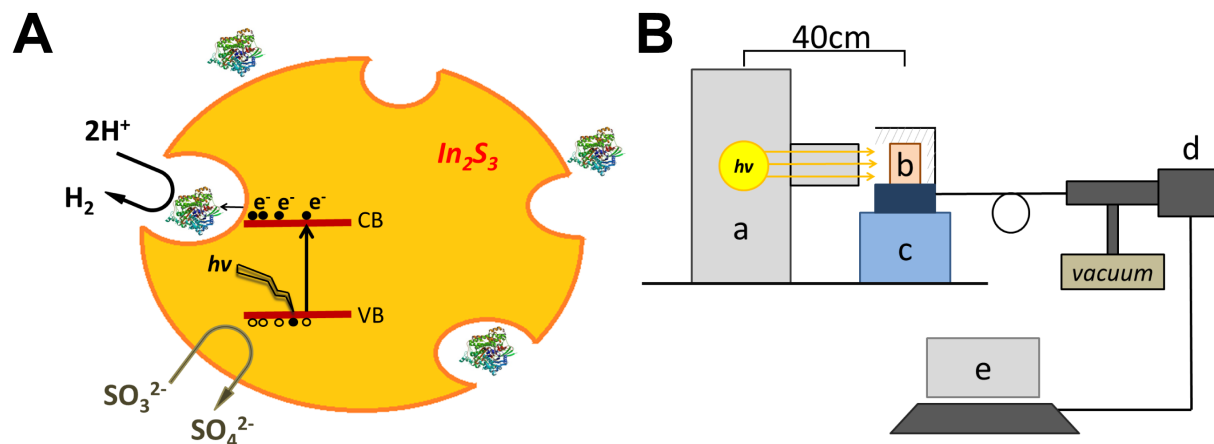 A
In₂S₃
2H⁺
H₂
e⁻ e⁻ e⁻
CB
hv
VB
SO₃²⁻
SO₄²⁻
B
40cm
hv
a
b
c
d
vacuum
e